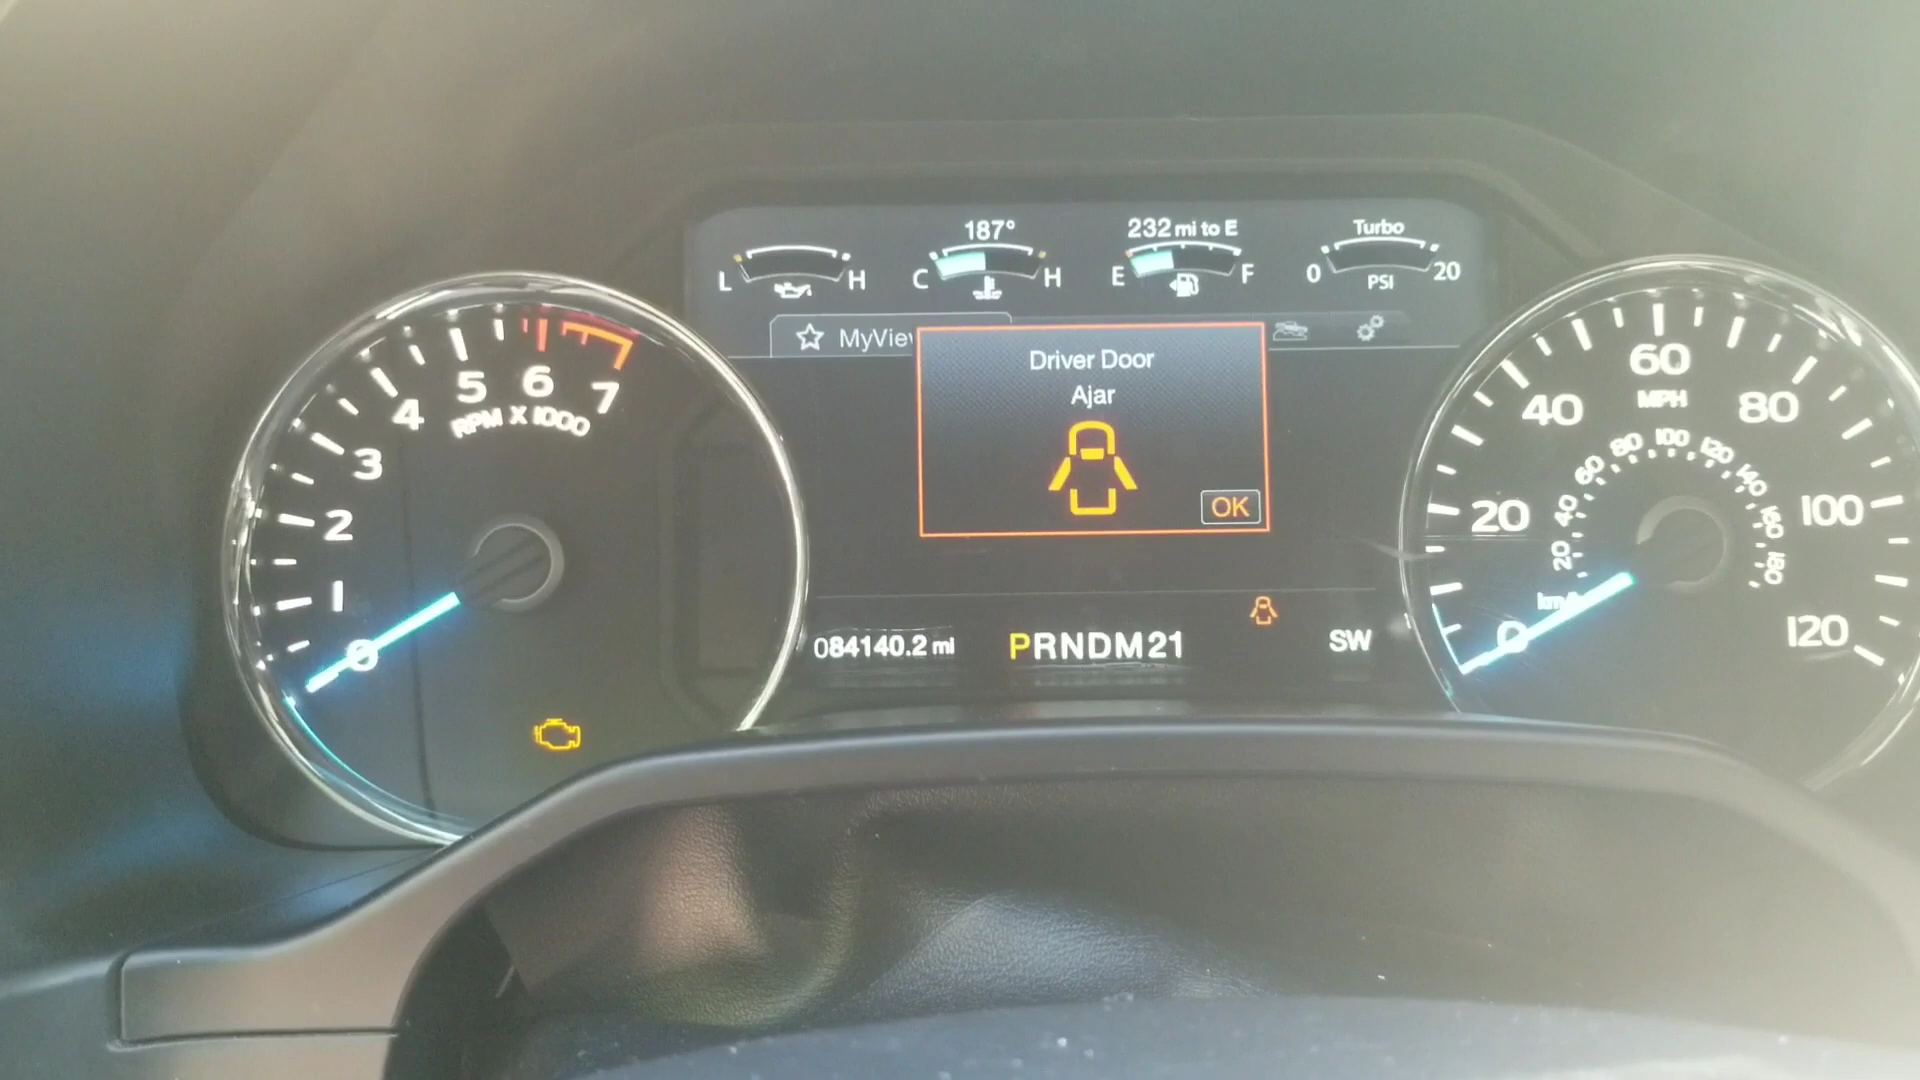 187° 232 mi to E Turbo
L H C H E F 0 PSI 20
MyView
Driver Door
Ajar
OK
084140.2 mi PRNDM21 SW
0 1 2 3 4 5 6 7
RPM X 1000
0 20 40 60 80 100 120
MPH
20 40 60 80 100 120 140 160 180